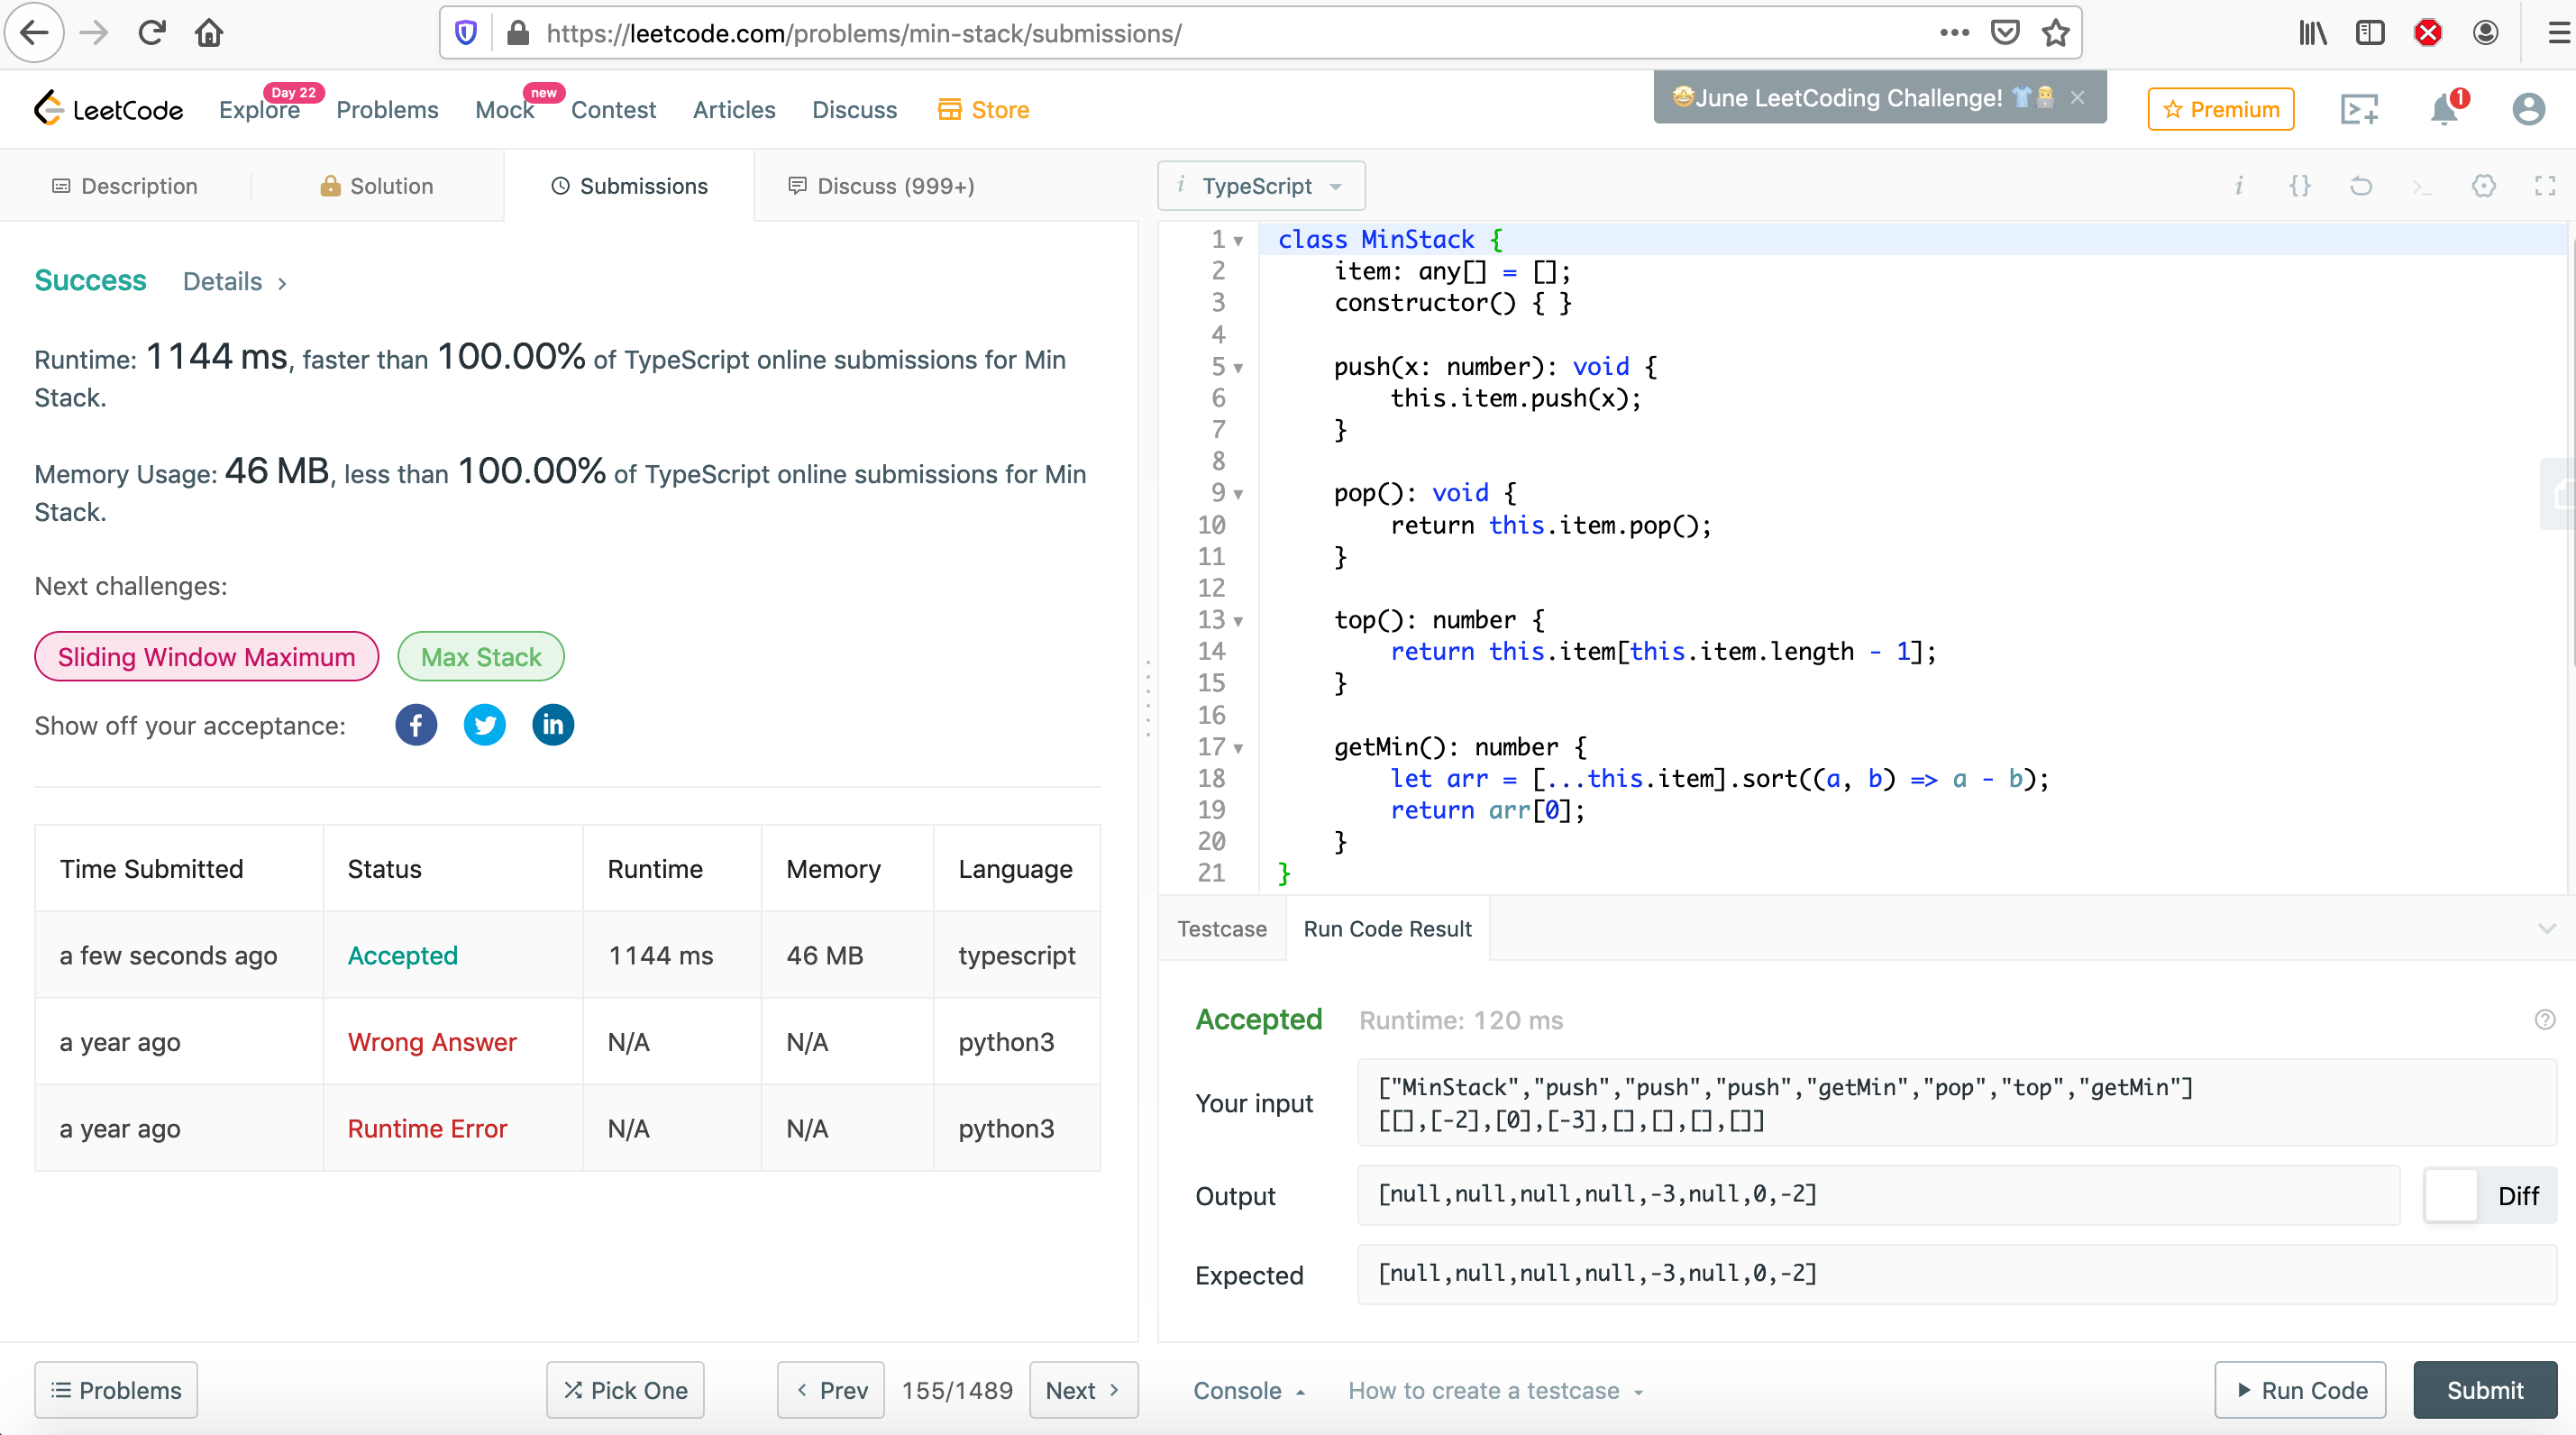 https://leetcode.com/problems/min-stack/submissions/
LeetCode
Explore
Day 22
Problems
Mock
new
Contest
Articles
Discuss
Store
🤩June LeetCoding Challenge! 👕👨‍💻
Premium
1
Description
Solution
Submissions
Discuss (999+)
Success Details >
Runtime: 1144 ms, faster than 100.00% of TypeScript online submissions for Min
Stack.
Memory Usage: 46 MB, less than 100.00% of TypeScript online submissions for Min
Stack.
Next challenges:
Sliding Window Maximum Max Stack
Show off your acceptance:
Time Submitted Status Runtime Memory Language
a few seconds ago Accepted 1144 ms 46 MB typescript
a year ago Wrong Answer N/A N/A python3
a year ago Runtime Error N/A N/A python3
Problems
Pick One
< Prev
155/1489
Next >
i TypeScript
1 class MinStack {
2 item: any[] = [];
3 constructor() { }
4
5 push(x: number): void {
6 this.item.push(x);
7 }
8
9 pop(): void {
10 return this.item.pop();
11 }
12
13 top(): number {
14 return this.item[this.item.length - 1];
15 }
16
17 getMin(): number {
18 let arr = [...this.item].sort((a, b) => a - b);
19 return arr[0];
20 }
21 }
Testcase Run Code Result
Accepted Runtime: 120 ms
Your input
["MinStack","push","push","push","getMin","pop","top","getMin"]
[[],[-2],[0],[-3],[],[],[],[]]
Output
[null,null,null,null,-3,null,0,-2]
Diff
Expected
[null,null,null,null,-3,null,0,-2]
Console
How to create a testcase
Run Code
Submit